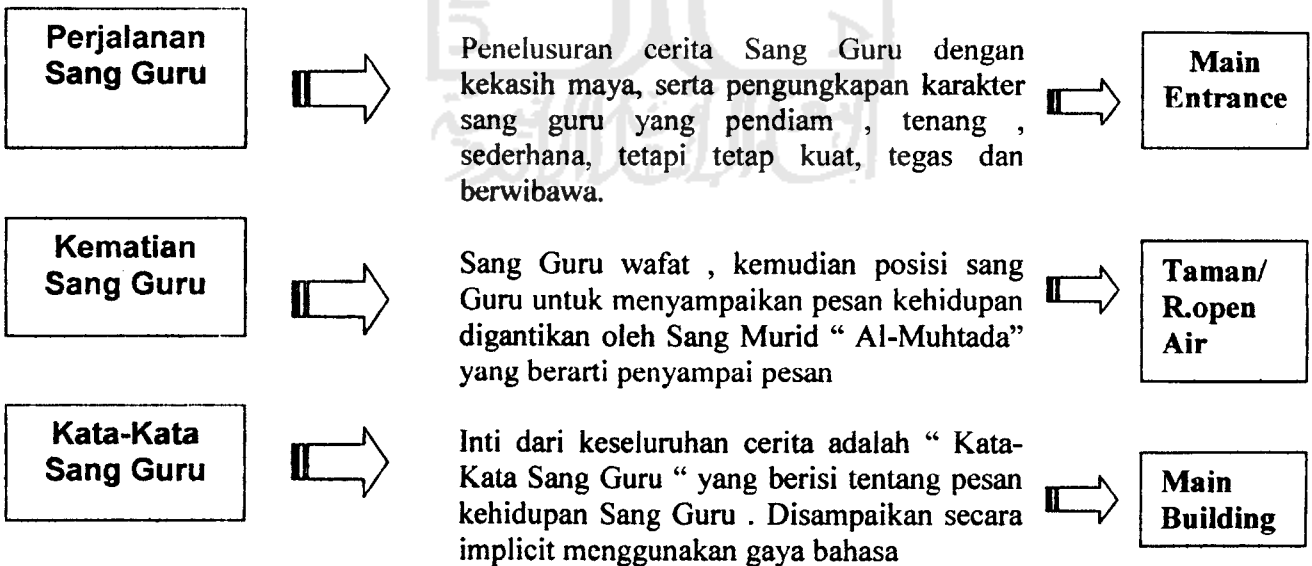 Perjalanan
Sang Guru
Penelusuran cerita Sang Guru dengan
kekasih maya, serta pengungkapan karakter
sang guru yang pendiam , tenang ,
sederhana, tetapi tetap kuat, tegas dan
berwibawa.
Main
Entrance
Kematian
Sang Guru
Sang Guru wafat , kemudian posisi sang
Guru untuk menyampaikan pesan kehidupan
digantikan oleh Sang Murid “ Al-Muhtada”
yang berarti penyampai pesan
Taman/
R.open
Air
Kata-Kata
Sang Guru
Inti dari keseluruhan cerita adalah “ Kata-
Kata Sang Guru “ yang berisi tentang pesan
kehidupan Sang Guru . Disampaikan secara
implicit menggunakan gaya bahasa
Main
Building